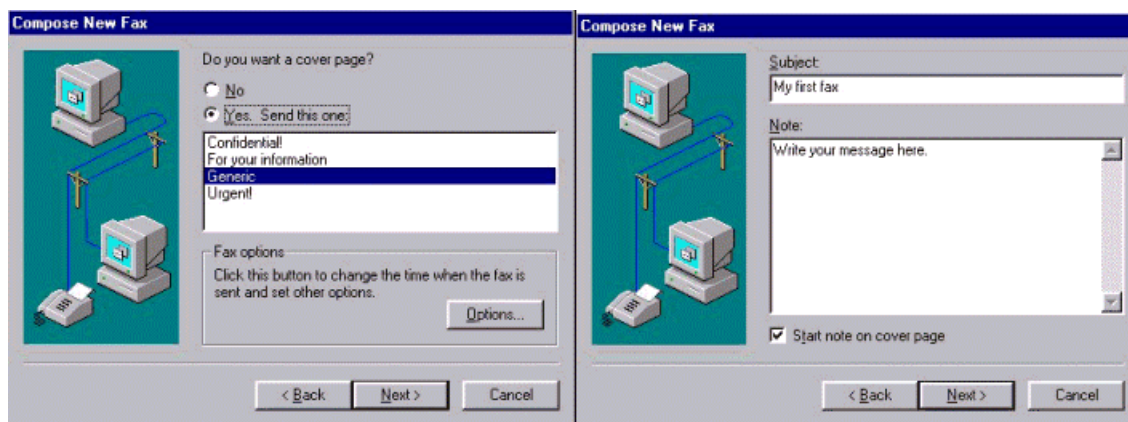 Compose New Fax
Do you want a cover page?
No
Yes. Send this one:
Confidential!
For your information
Generic
Urgent!
Fax options
Click this button to change the time when the fax is
sent and set other options.
Options...
< Back Next > Cancel
Compose New Fax
Subject:
My first fax
Note:
Write your message here.
Start note on cover page
< Back Next > Cancel